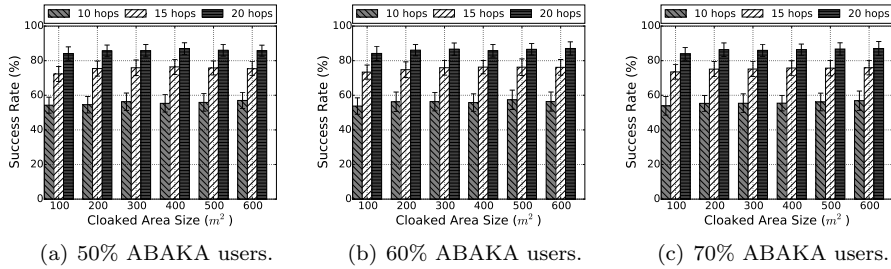 10 hops 15 hops 20 hops
100
80
60
40
20
0
Success Rate (%)
100 200 300 400 500 600
Cloaked Area Size (m²)
(a) 50% ABAKA users.
10 hops 15 hops 20 hops
100
80
60
40
20
0
Success Rate (%)
100 200 300 400 500 600
Cloaked Area Size (m²)
(b) 60% ABAKA users.
10 hops 15 hops 20 hops
100
80
60
40
20
0
Success Rate (%)
100 200 300 400 500 600
Cloaked Area Size (m²)
(c) 70% ABAKA users.